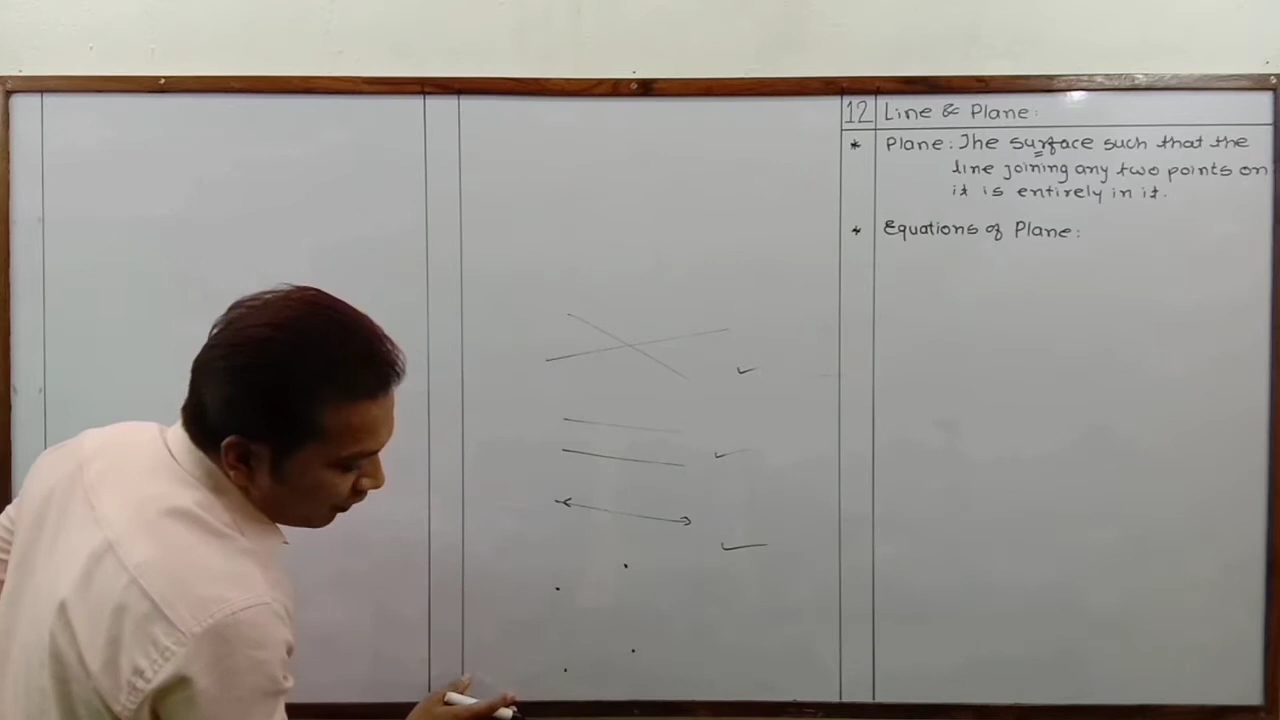 12 Line & Plane:
* Plane: The surface such that the
line joining any two points on
it is entirely in it.
* Equations of Plane: